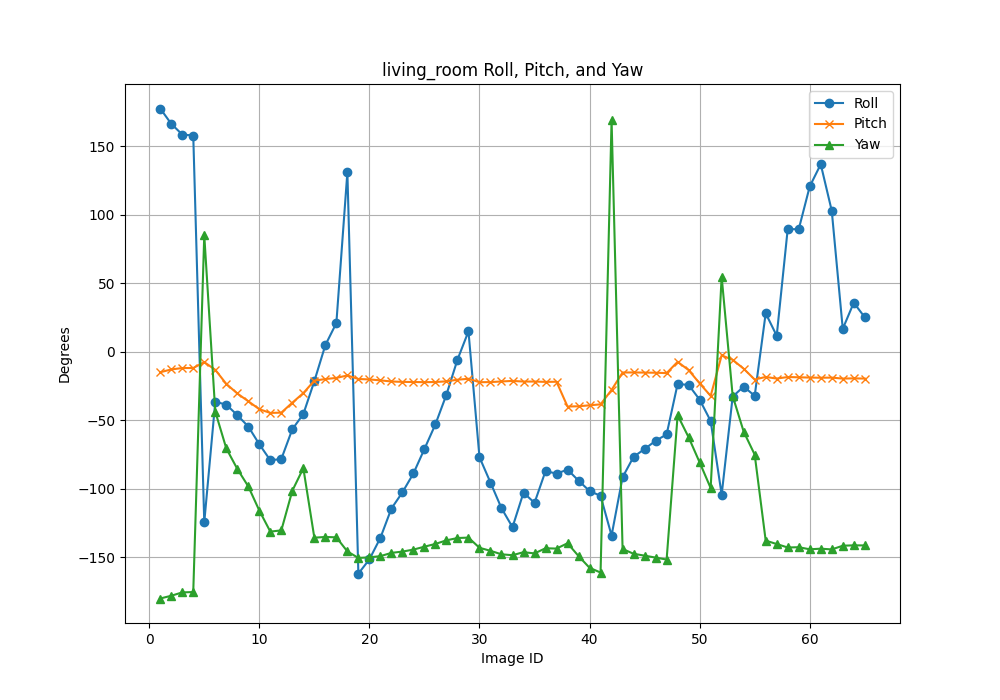 living_room Roll, Pitch, and Yaw
Roll
Pitch
Yaw
150
100
50
0
−50
−100
−150
Degrees
0 10 20 30 40 50 60
Image ID